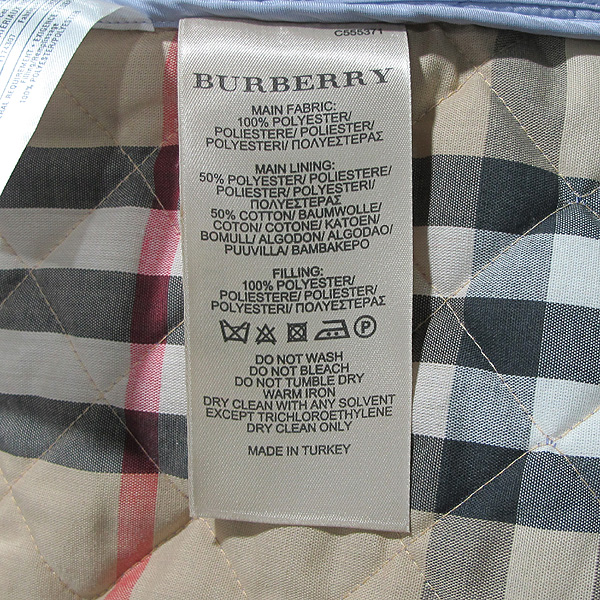 C555371
BURBERRY
MAIN FABRIC:
100% POLYESTER/
POLIESTERE/ POLIESTER/
POLYESTERI/ ΠΟΛΥΕΣΤΕΡΑΣ
MAIN LINING:
50% POLYESTER/ POLIESTERE/
POLIESTER/ POLYESTERI/
ΠΟΛΥΕΣΤΕΡΑΣ
50% COTTON/ BAUMWOLLE/
COTON/ COTONE/ KATOEN/
BOMULL/ ALGODON/ ALGODAO/
PUUVILLA/ BAMBAKEPO
FILLING:
100% POLYESTER/
POLIESTERE/ POLIESTER/
POLYESTERI/ ΠΟΛΥΕΣΤΕΡΑΣ
P
DO NOT WASH
DO NOT BLEACH
DO NOT TUMBLE DRY
WARM IRON
DRY CLEAN WITH ANY SOLVENT
EXCEPT TRICHLOROETHYLENE
DRY CLEAN ONLY
MADE IN TURKEY